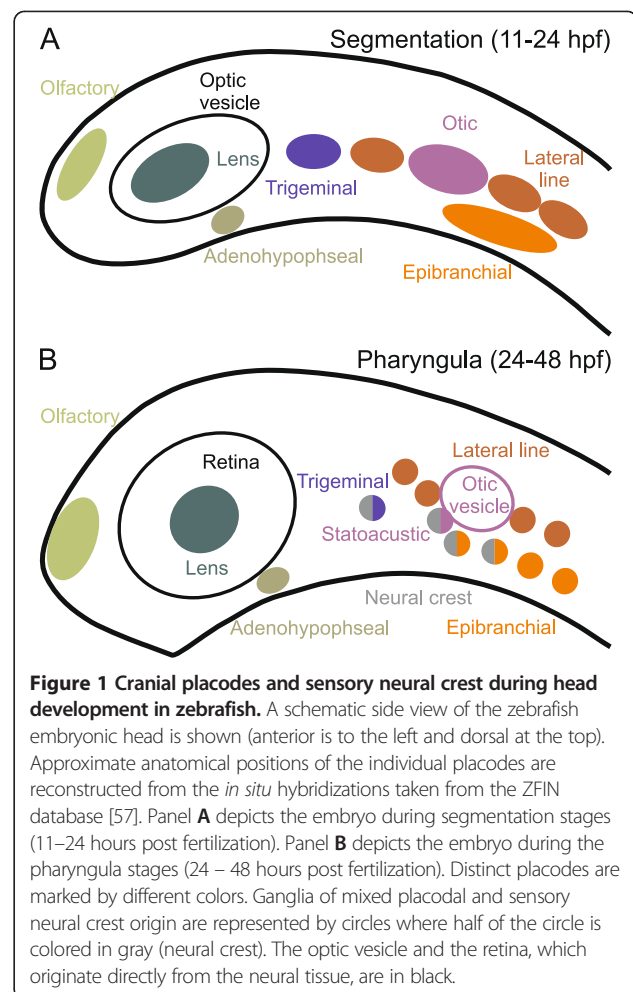 A
Segmentation (11-24 hpf)
Olfactory
Optic
vesicle
Lens
Trigeminal
Otic
Lateral
line
Adenohypophseal
Epibranchial
B
Pharyngula (24-48 hpf)
Olfactory
Retina
Lens
Trigeminal
Lateral line
Otic
vesicle
Statoacustic
Neural crest
Adenohypophseal
Epibranchial
Figure 1 Cranial placodes and sensory neural crest during head
development in zebrafish. A schematic side view of the zebrafish
embryonic head is shown (anterior is to the left and dorsal at the top).
Approximate anatomical positions of the individual placodes are
reconstructed from the in situ hybridizations taken from the ZFIN
database [57]. Panel A depicts the embryo during segmentation stages
(11–24 hours post fertilization). Panel B depicts the embryo during the
pharyngula stages (24 – 48 hours post fertilization). Distinct placodes are
marked by different colors. Ganglia of mixed placodal and sensory
neural crest origin are represented by circles where half of the circle is
colored in gray (neural crest). The optic vesicle and the retina, which
originate directly from the neural tissue, are in black.